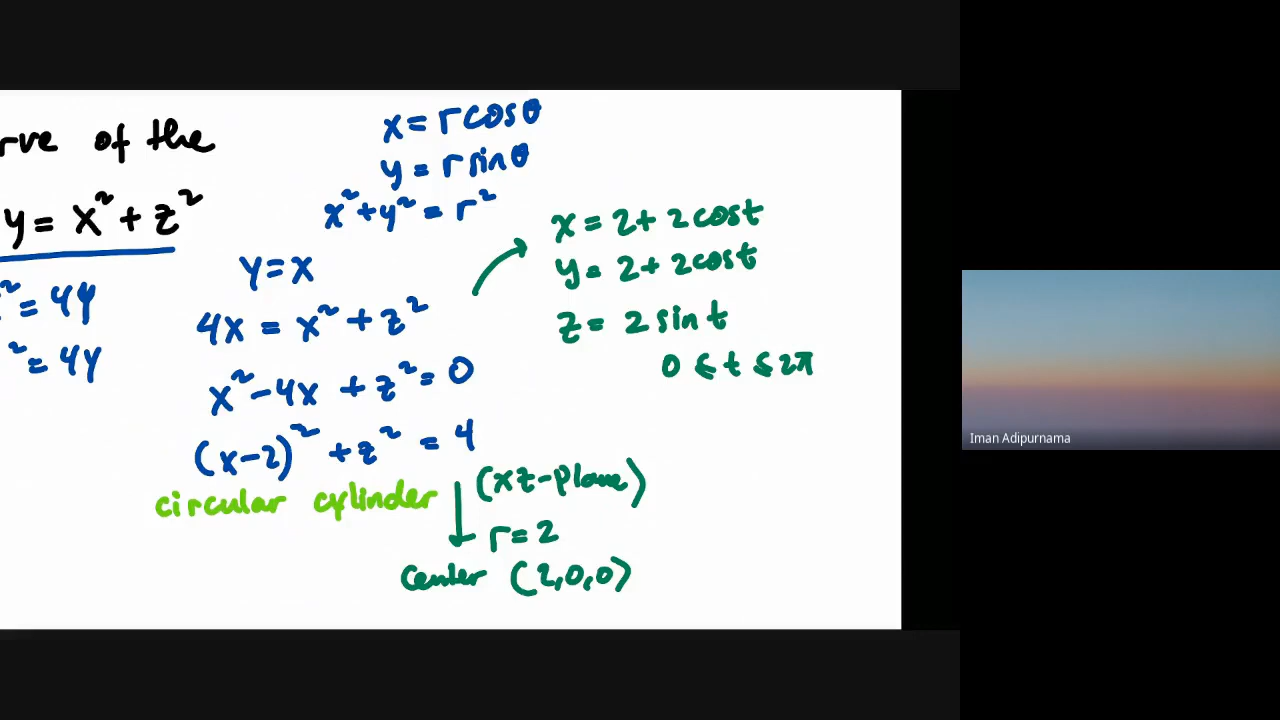 rve of the
y = x² + z²
x² = 4y
² = 4y
x = r cos θ
y = r sin θ
x² + y² = r²
y = x
4x = x² + z²
x² - 4x + z² = 0
(x-2)² + z² = 4
circular cylinder
(xz-plane)
r = 2
center (2,0,0)
x = 2 + 2 cos t
y = 2 + 2 cos t
z = 2 sin t
0 ≤ t ≤ 2π
Iman Adipurnama